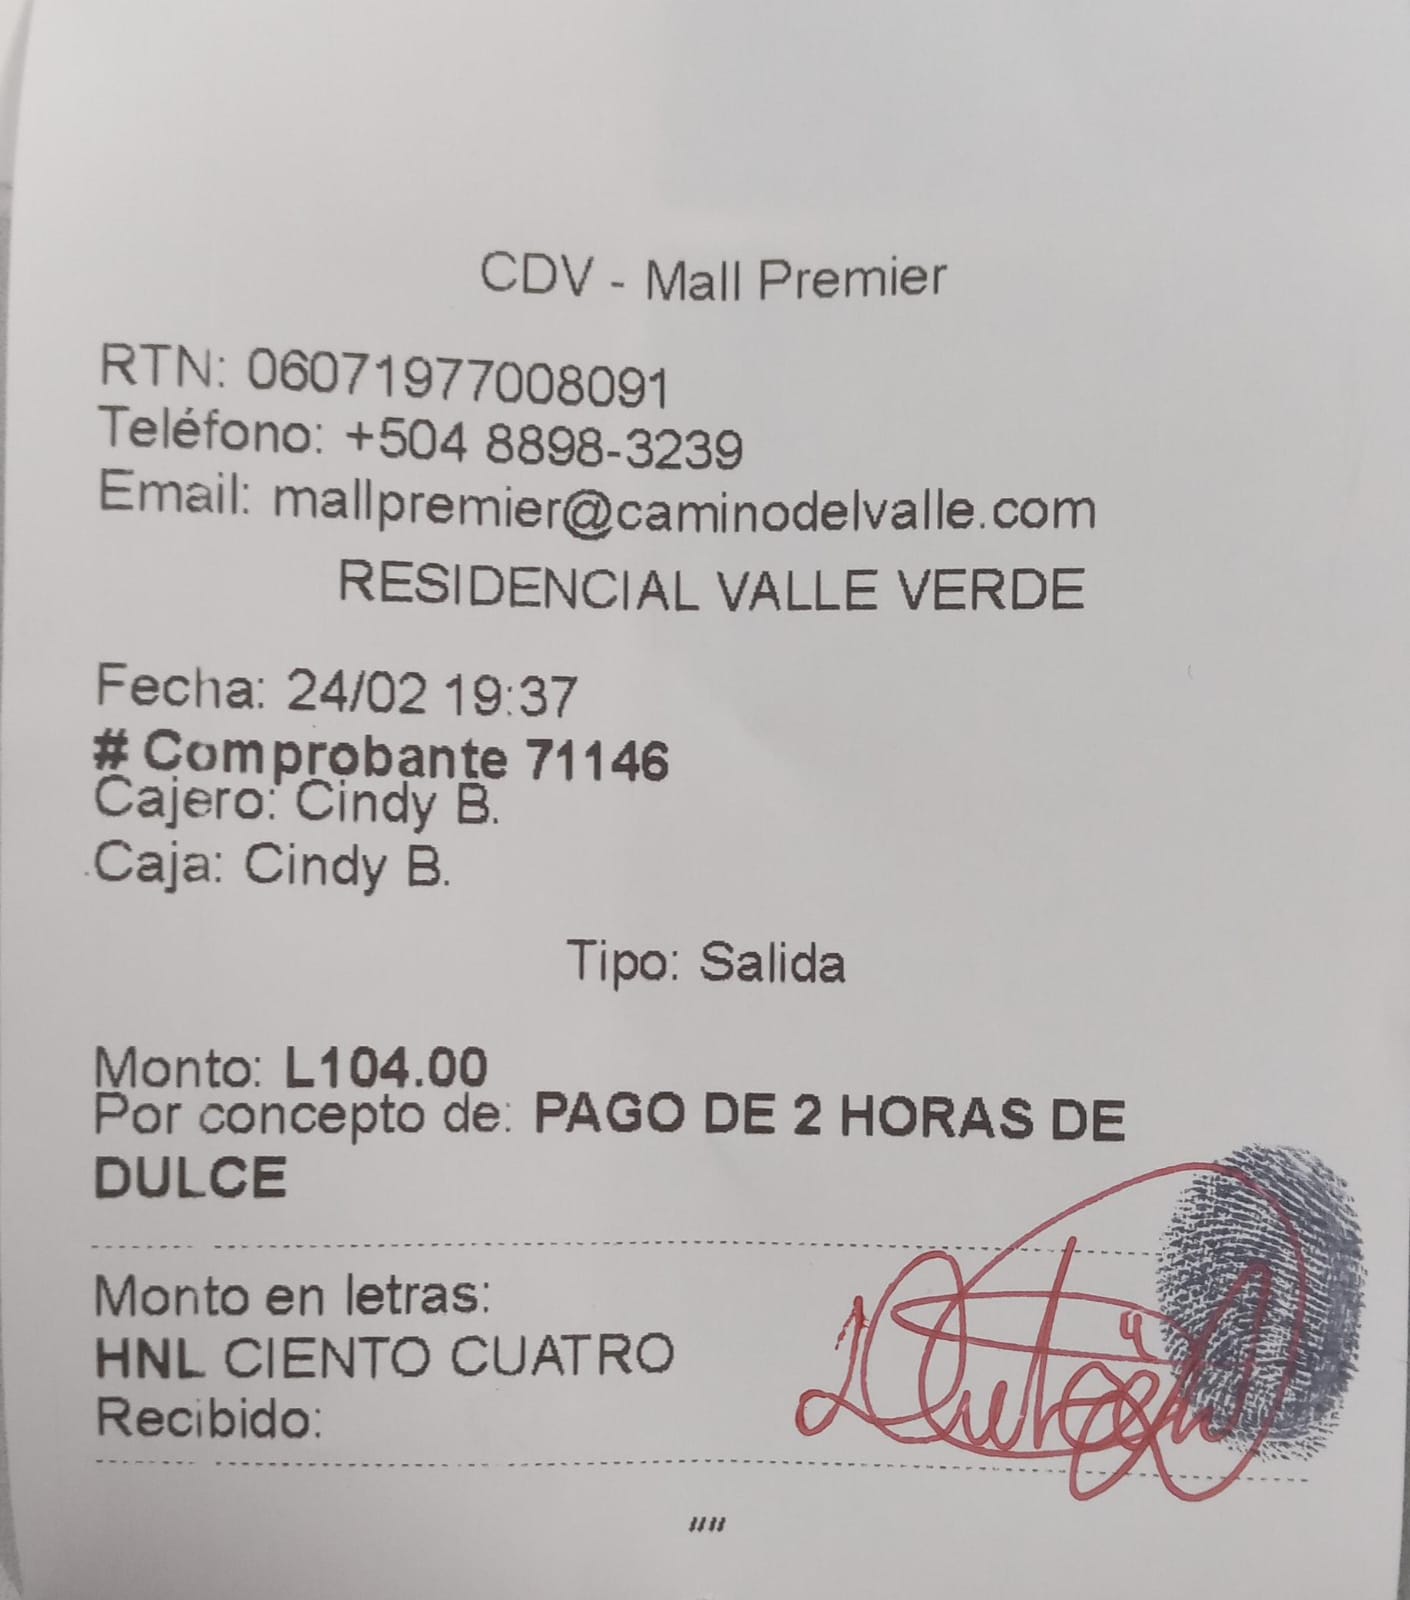 CDV - Mall Premier
RTN: 06071977008091
Teléfono: +504 8898-3239
Email: mallpremier@caminodelvalle.com
RESIDENCIAL VALLE VERDE
Fecha: 24/02 19:37
# Comprobante 71146
Cajero: Cindy B.
Caja: Cindy B.
Tipo: Salida
Monto: L104.00
Por concepto de: PAGO DE 2 HORAS DE
DULCE
Monto en letras:
HNL CIENTO CUATRO
Recibido:
""